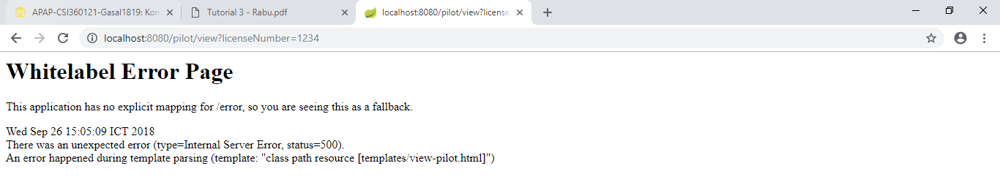 APAP-CSI360121-Gasal1819: Kon
Tutorial 3 - Rabu.pdf
localhost:8080/pilot/view?license
localhost:8080/pilot/view?licenseNumber=1234
Whitelabel Error Page
This application has no explicit mapping for /error, so you are seeing this as a fallback.
Wed Sep 26 15:05:09 ICT 2018
There was an unexpected error (type=Internal Server Error, status=500).
An error happened during template parsing (template: "class path resource [templates/view-pilot.html]")